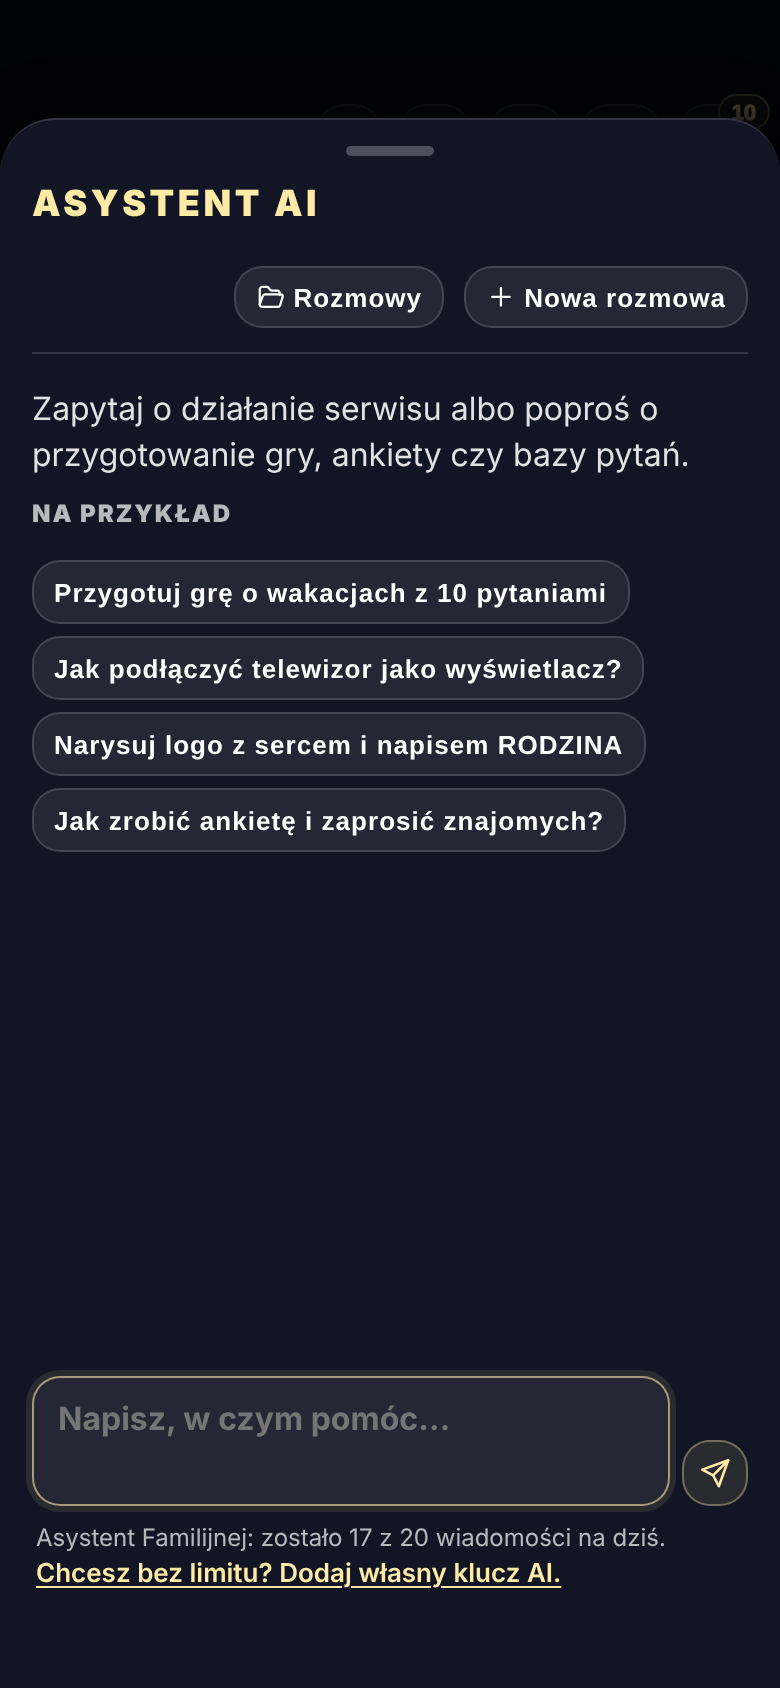 10
ASYSTENT AI
Rozmowy
Nowa rozmowa
Zapytaj o działanie serwisu albo poproś o
przygotowanie gry, ankiety czy bazy pytań.
NA PRZYKŁAD
Przygotuj grę o wakacjach z 10 pytaniami
Jak podłączyć telewizor jako wyświetlacz?
Narysuj logo z sercem i napisem RODZINA
Jak zrobić ankietę i zaprosić znajomych?
Napisz, w czym pomóc...
Asystent Familijnej: zostało 17 z 20 wiadomości na dziś.
Chcesz bez limitu? Dodaj własny klucz AI.